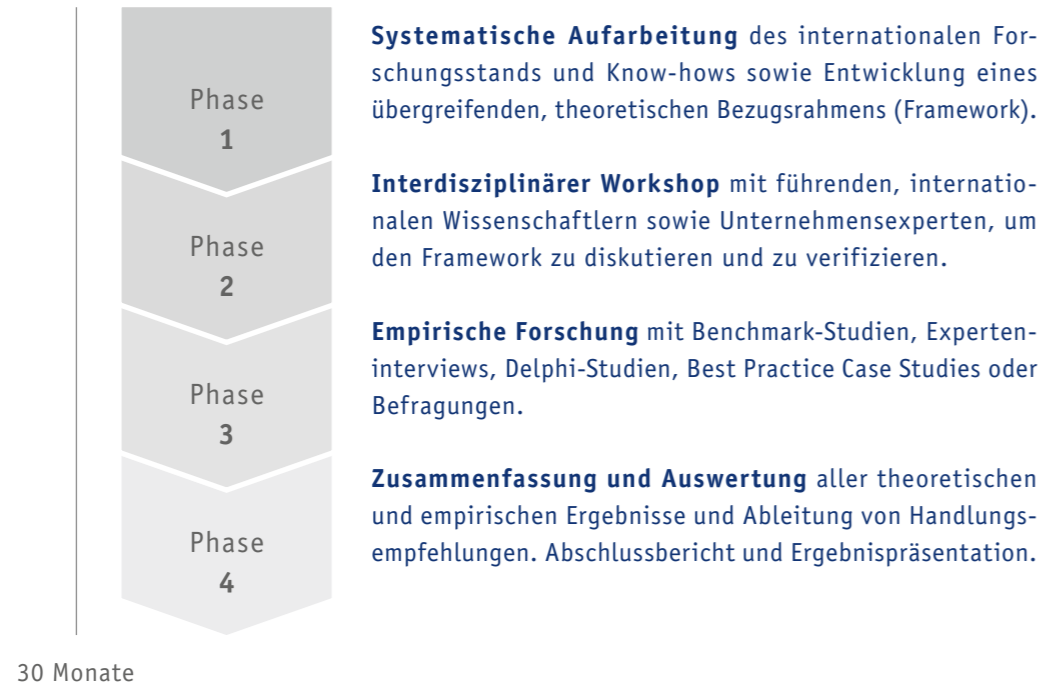 Phase
1
Systematische Aufarbeitung des internationalen For-
schungsstands und Know-hows sowie Entwicklung eines
übergreifenden, theoretischen Bezugsrahmens (Framework).
Phase
2
Interdisziplinärer Workshop mit führenden, internatio-
nalen Wissenschaftlern sowie Unternehmensexperten, um
den Framework zu diskutieren und zu verifizieren.
Phase
3
Empirische Forschung mit Benchmark-Studien, Experten-
interviews, Delphi-Studien, Best Practice Case Studies oder
Befragungen.
Phase
4
Zusammenfassung und Auswertung aller theoretischen
und empirischen Ergebnisse und Ableitung von Handlungs-
empfehlungen. Abschlussbericht und Ergebnispräsentation.
30 Monate